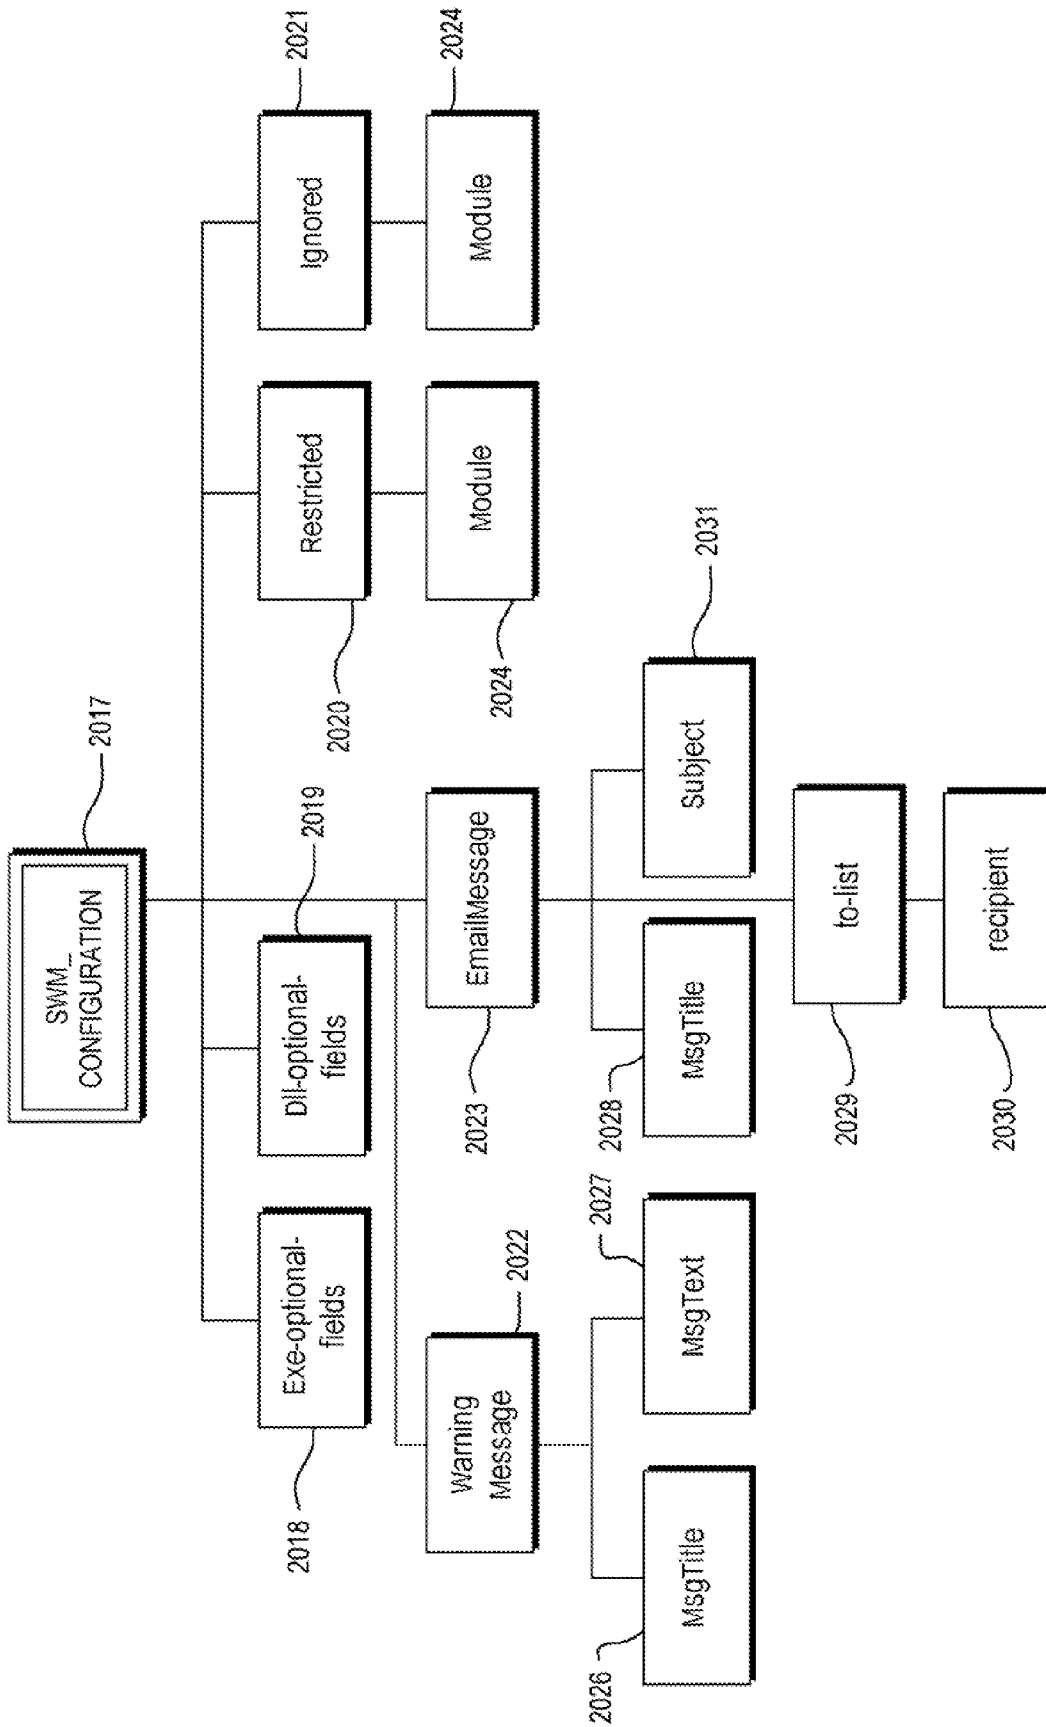 SWM_
CONFIGURATION
2017
Exe-optional-
fields
2018
Dll-optional-
fields
2019
Restricted
2020
Ignored
2021
Warning
Message
2022
EmailMessage
2023
Module
2024
Module
2024
MsgTitle
2026
MsgText
2027
MsgTitle
2028
Subject
2031
to-list
2029
recipient
2030